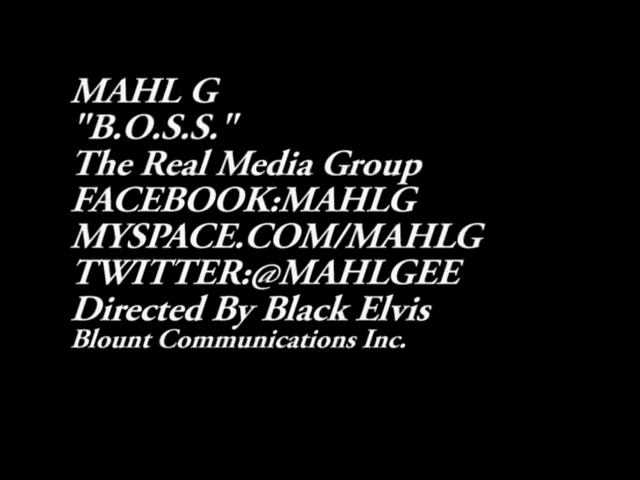 MAHL G
"B.O.S.S."
The Real Media Group
FACEBOOK:MAHLG
MYSPACE.COM/MAHLG
TWITTER:@MAHLGEE
Directed By Black Elvis
Blount Communications Inc.